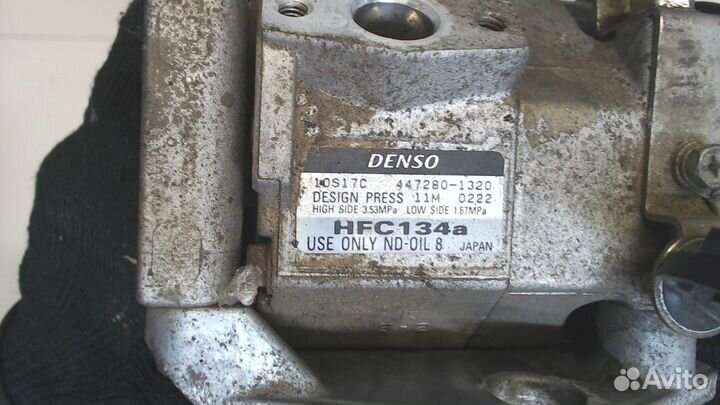 DENSO
10S17C 447280-1320
DESIGN PRESS 11M 0222
HIGH SIDE 3.53MPa LOW SIDE 1.67MPa
HFC134a
USE ONLY ND-OIL 8 JAPAN
Avito